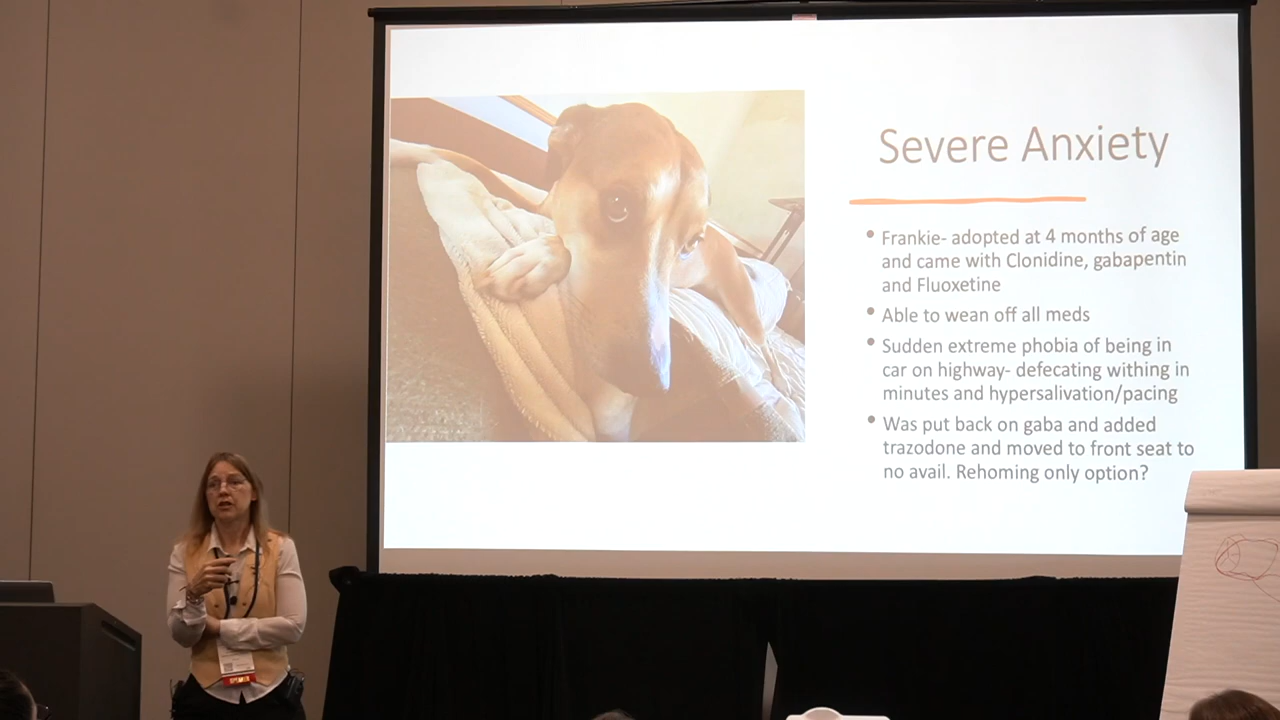 Severe Anxiety
• Frankie- adopted at 4 months of age
and came with Clonidine, gabapentin
and Fluoxetine
• Able to wean off all meds
• Sudden extreme phobia of being in
car on highway- defecating withing in
minutes and hypersalivation/pacing
• Was put back on gaba and added
trazodone and moved to front seat to
no avail. Rehoming only option?
SPEAKER